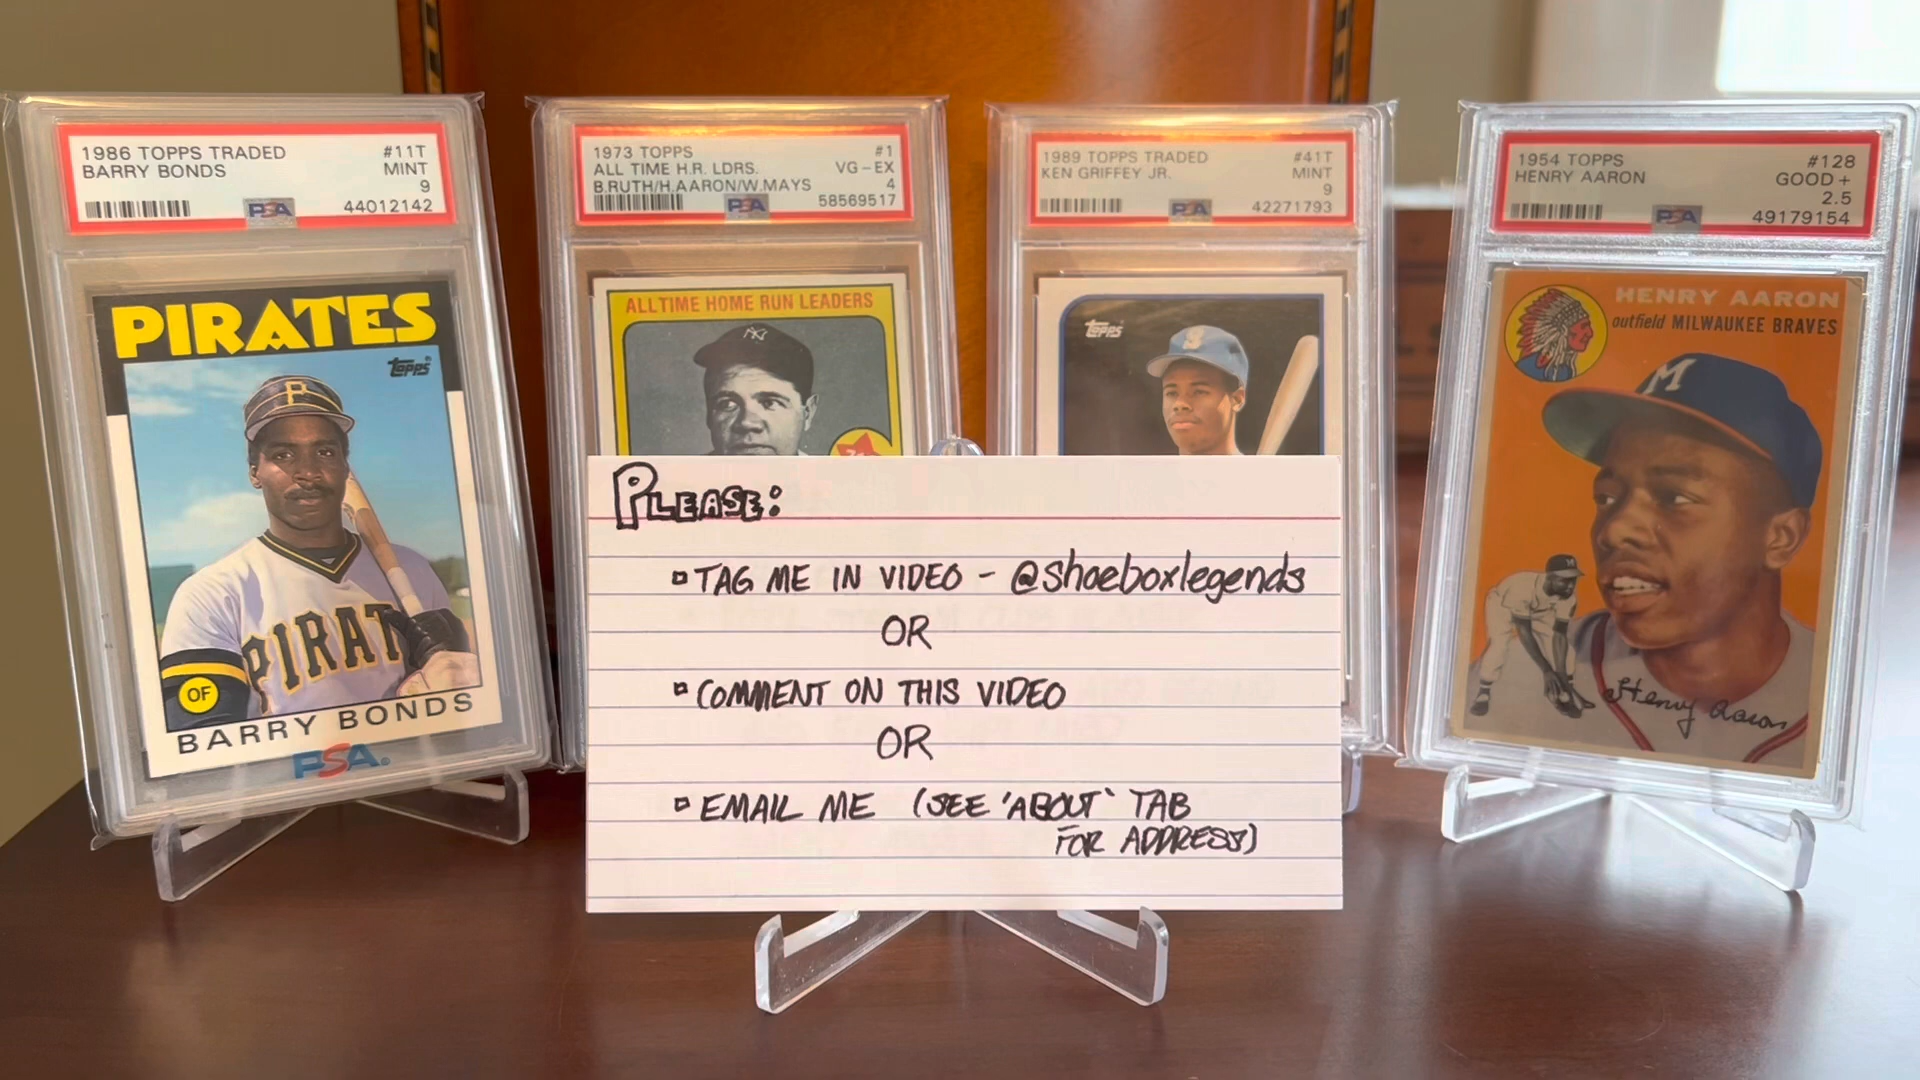 1986 TOPPS TRADED #11T
BARRY BONDS MINT
9
PSA 44012142
PIRATES
Topps
P
PIRAT
OF
BARRY BONDS
PSA
1973 TOPPS #1
ALL TIME H.R. LDRS. VG-EX
B.RUTH/H.AARON/W.MAYS 4
PSA 58569517
ALL TIME HOME RUN LEADERS
NY
1989 TOPPS TRADED #41T
KEN GRIFFEY JR. MINT
9
PSA 42271793
Topps
S
1954 TOPPS #128
HENRY AARON GOOD +
2.5
PSA 49179154
HENRY AARON
outfield MILWAUKEE BRAVES
M
M
Henry Aaron
PLEASE:
TAG ME IN VIDEO - @shoeboxlegends
OR
COMMENT ON THIS VIDEO
OR
EMAIL ME (SEE 'ABOUT' TAB
FOR ADDRESS)